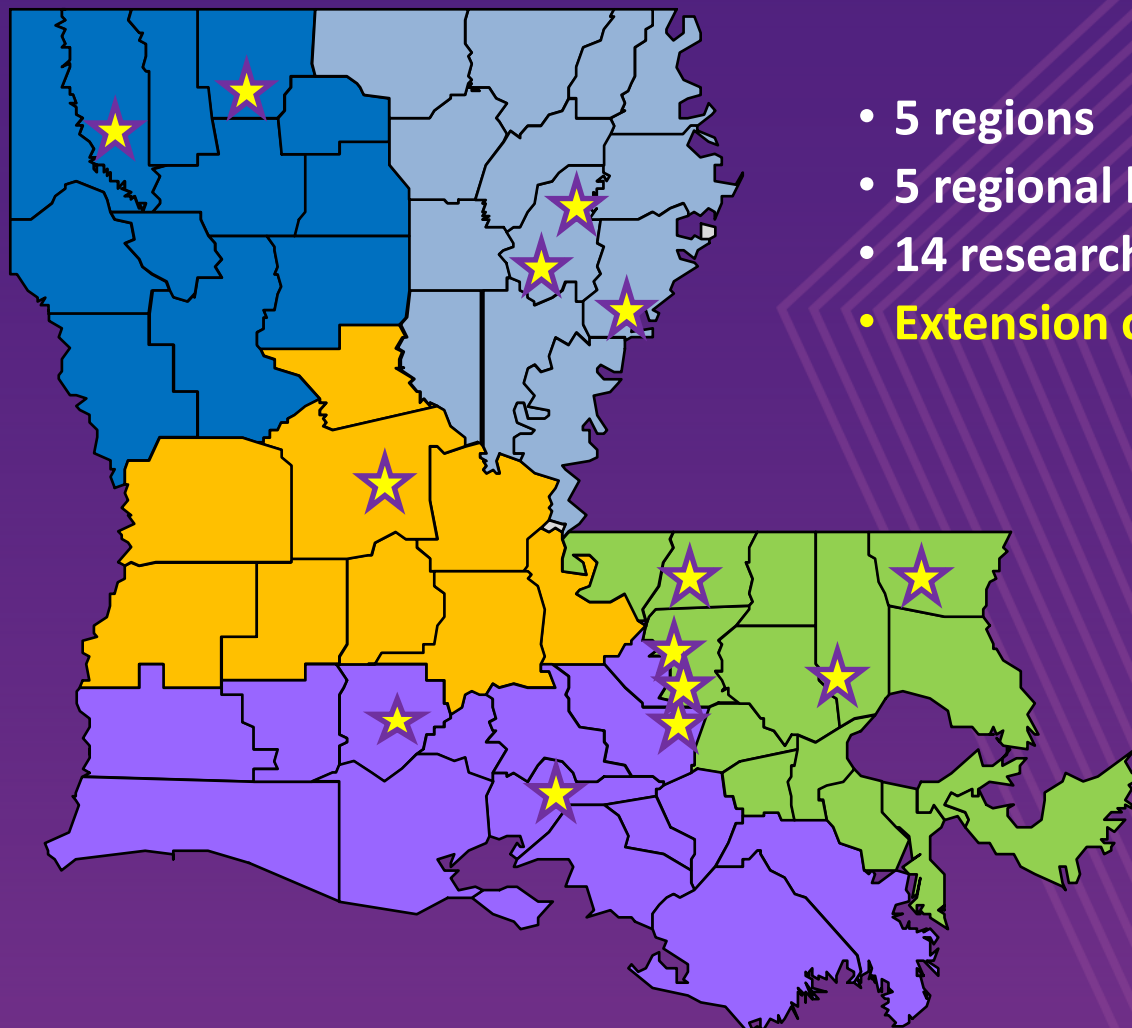 • 5 regions
• 5 regional
• 14 research
• Extension